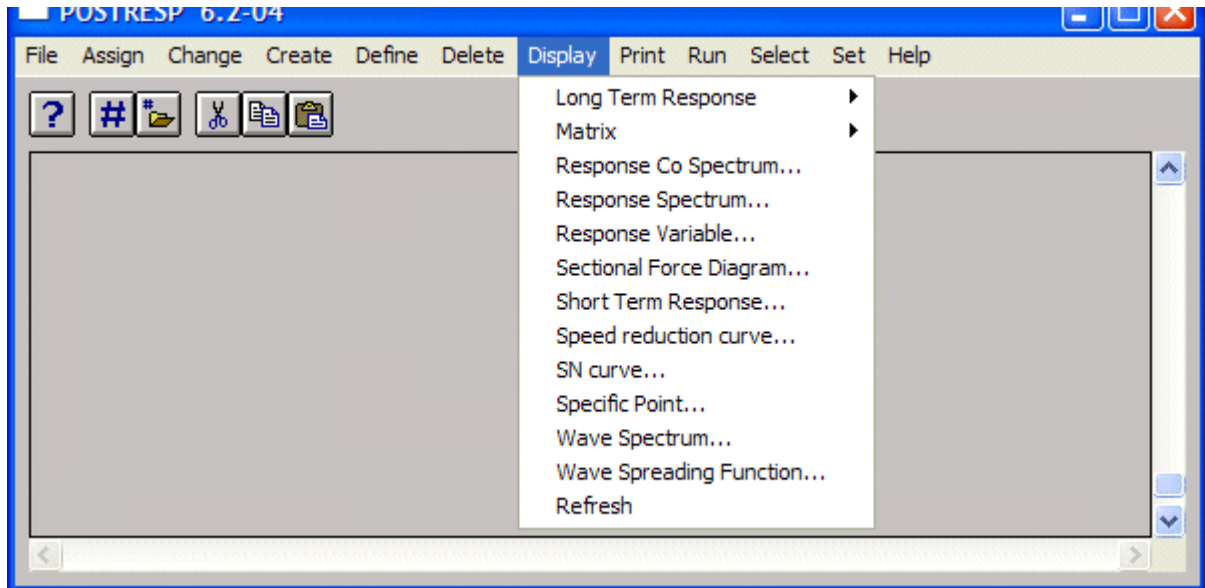 POSTRESP 6.2-04
File Assign Change Create Define Delete Display Print Run Select Set Help
? # #
Long Term Response
Matrix
Response Co Spectrum...
Response Spectrum...
Response Variable...
Sectional Force Diagram...
Short Term Response...
Speed reduction curve...
SN curve...
Specific Point...
Wave Spectrum...
Wave Spreading Function...
Refresh